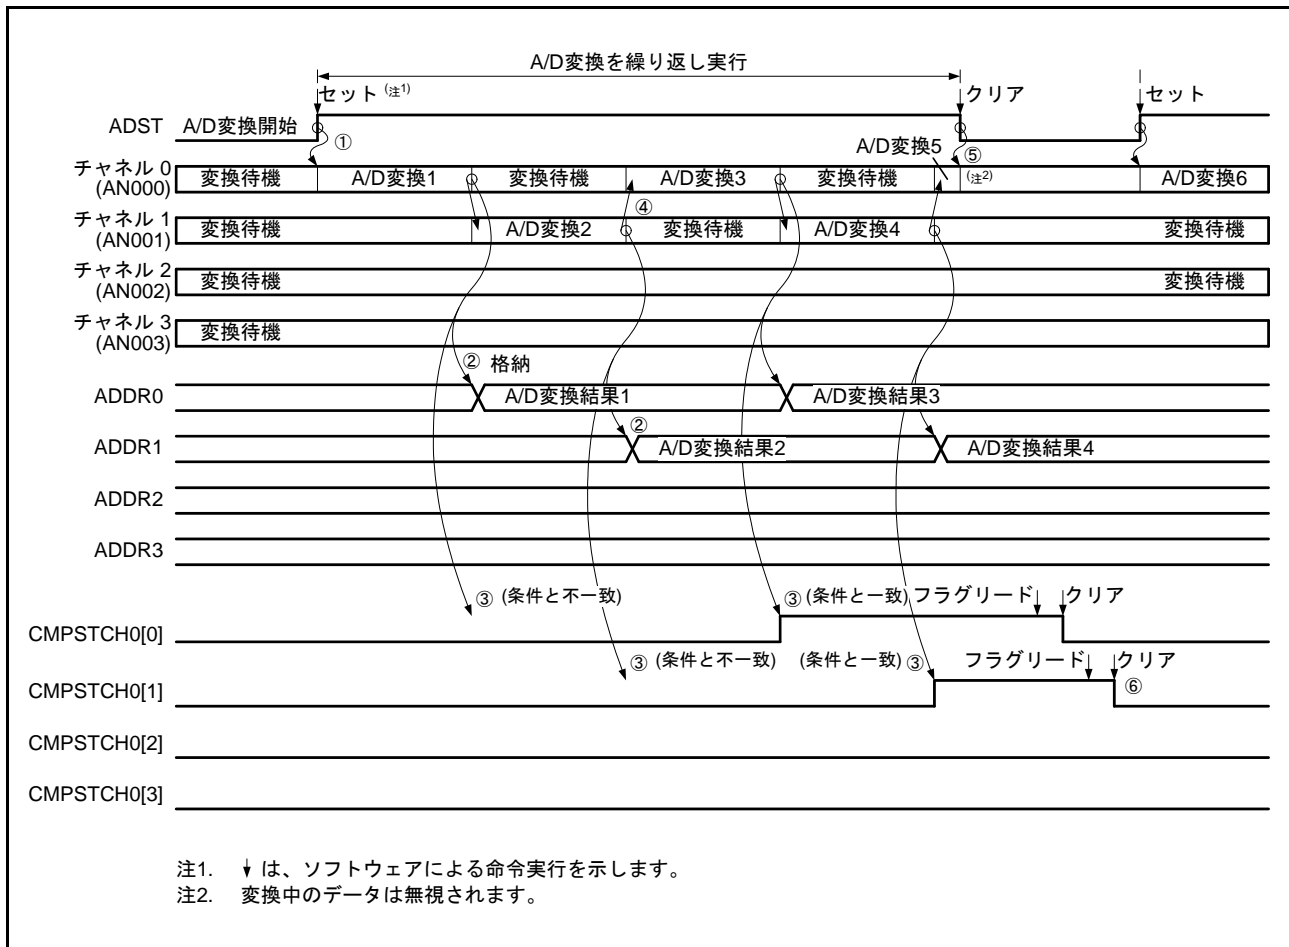 A/D変換を繰り返し実行
セット (注1)
クリア
セット
ADST
A/D変換開始
①
A/D変換5
⑤
チャネル 0
(AN000)
変換待機
A/D変換1
変換待機
A/D変換3
変換待機
(注2)
A/D変換6
④
チャネル 1
(AN001)
変換待機
A/D変換2
変換待機
A/D変換4
変換待機
チャネル 2
(AN002)
変換待機
変換待機
チャネル 3
(AN003)
変換待機
② 格納
ADDR0
A/D変換結果1
A/D変換結果3
②
ADDR1
A/D変換結果2
A/D変換結果4
ADDR2
ADDR3
③ (条件と不一致)
③ (条件と一致)
フラグリード
クリア
CMPSTCH0[0]
③ (条件と不一致)
(条件と一致) ③
フラグリード
クリア
CMPSTCH0[1]
⑥
CMPSTCH0[2]
CMPSTCH0[3]
注1. ↓ は、ソフトウェアによる命令実行を示します。
注2. 変換中のデータは無視されます。